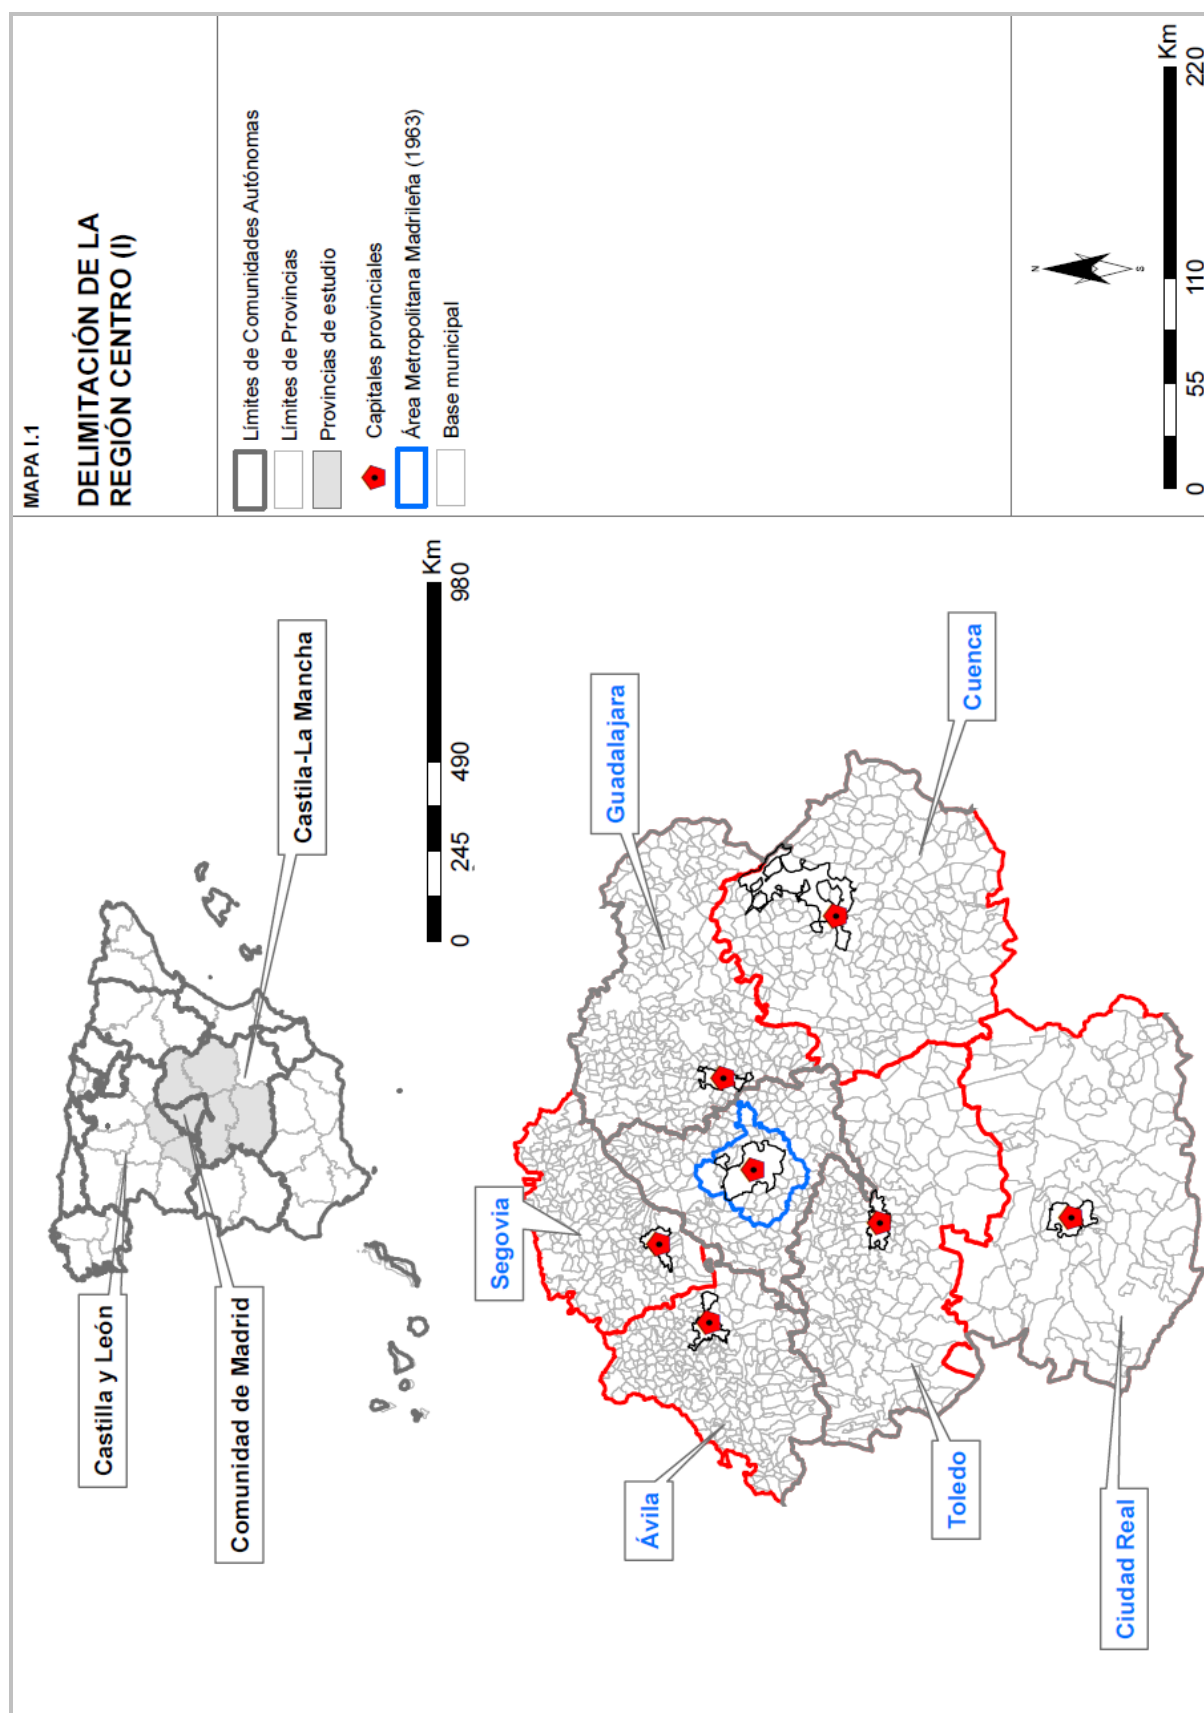 MAPA I.1
DELIMITACIÓN DE LA
REGIÓN CENTRO (I)
Límites de Comunidades Autónomas
Límites de Provincias
Provincias de estudio
Capitales provinciales
Área Metropolitana Madrileña (1963)
Base municipal
N
S
Km
0 55 110 220
Castilla y León
Comunidad de Madrid
Castila-La Mancha
Km
0 245 490 980
Segovia
Guadalajara
Ávila
Cuenca
Toledo
Ciudad Real